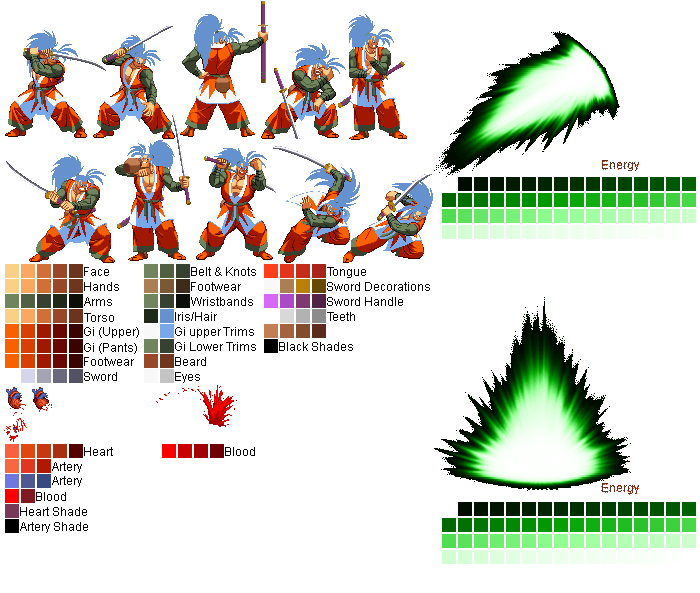 Energy
Face
Hands
Arms
Torso
Gi (Upper)
Gi (Pants)
Footwear
Sword
Belt & Knots
Footwear
Wristbands
Iris/Hair
Gi upper Trims
Gi Lower Trims
Beard
Eyes
Tongue
Sword Decorations
Sword Handle
Teeth
Black Shades
Heart
Artery
Artery
Blood
Heart Shade
Artery Shade
Blood
Energy